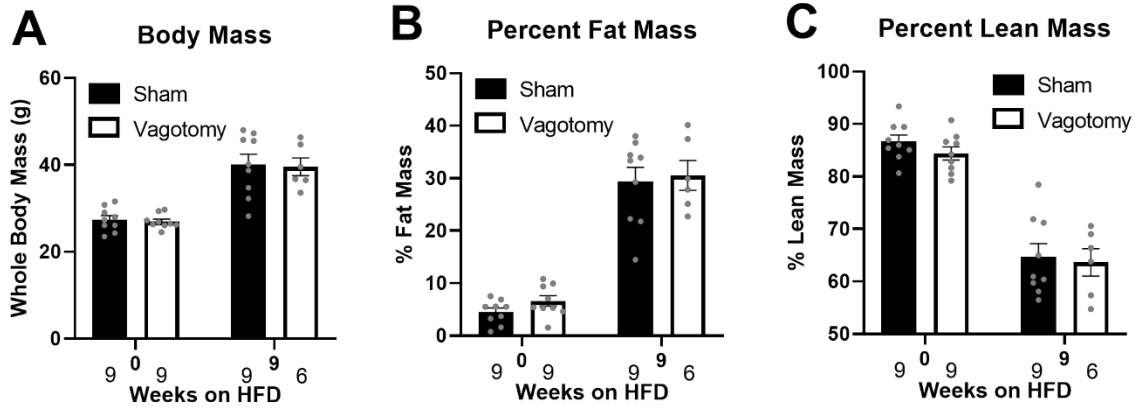 A Body Mass
Whole Body Mass (g)
60
40
20
0
Sham
Vagotomy
0 9
9 9 9 6
Weeks on HFD
B Percent Fat Mass
% Fat Mass
50
40
30
20
10
0
Sham
Vagotomy
0 9
9 9 9 6
Weeks on HFD
C Percent Lean Mass
% Lean Mass
100
90
80
70
60
50
Sham
Vagotomy
0 9
9 9 9 6
Weeks on HFD